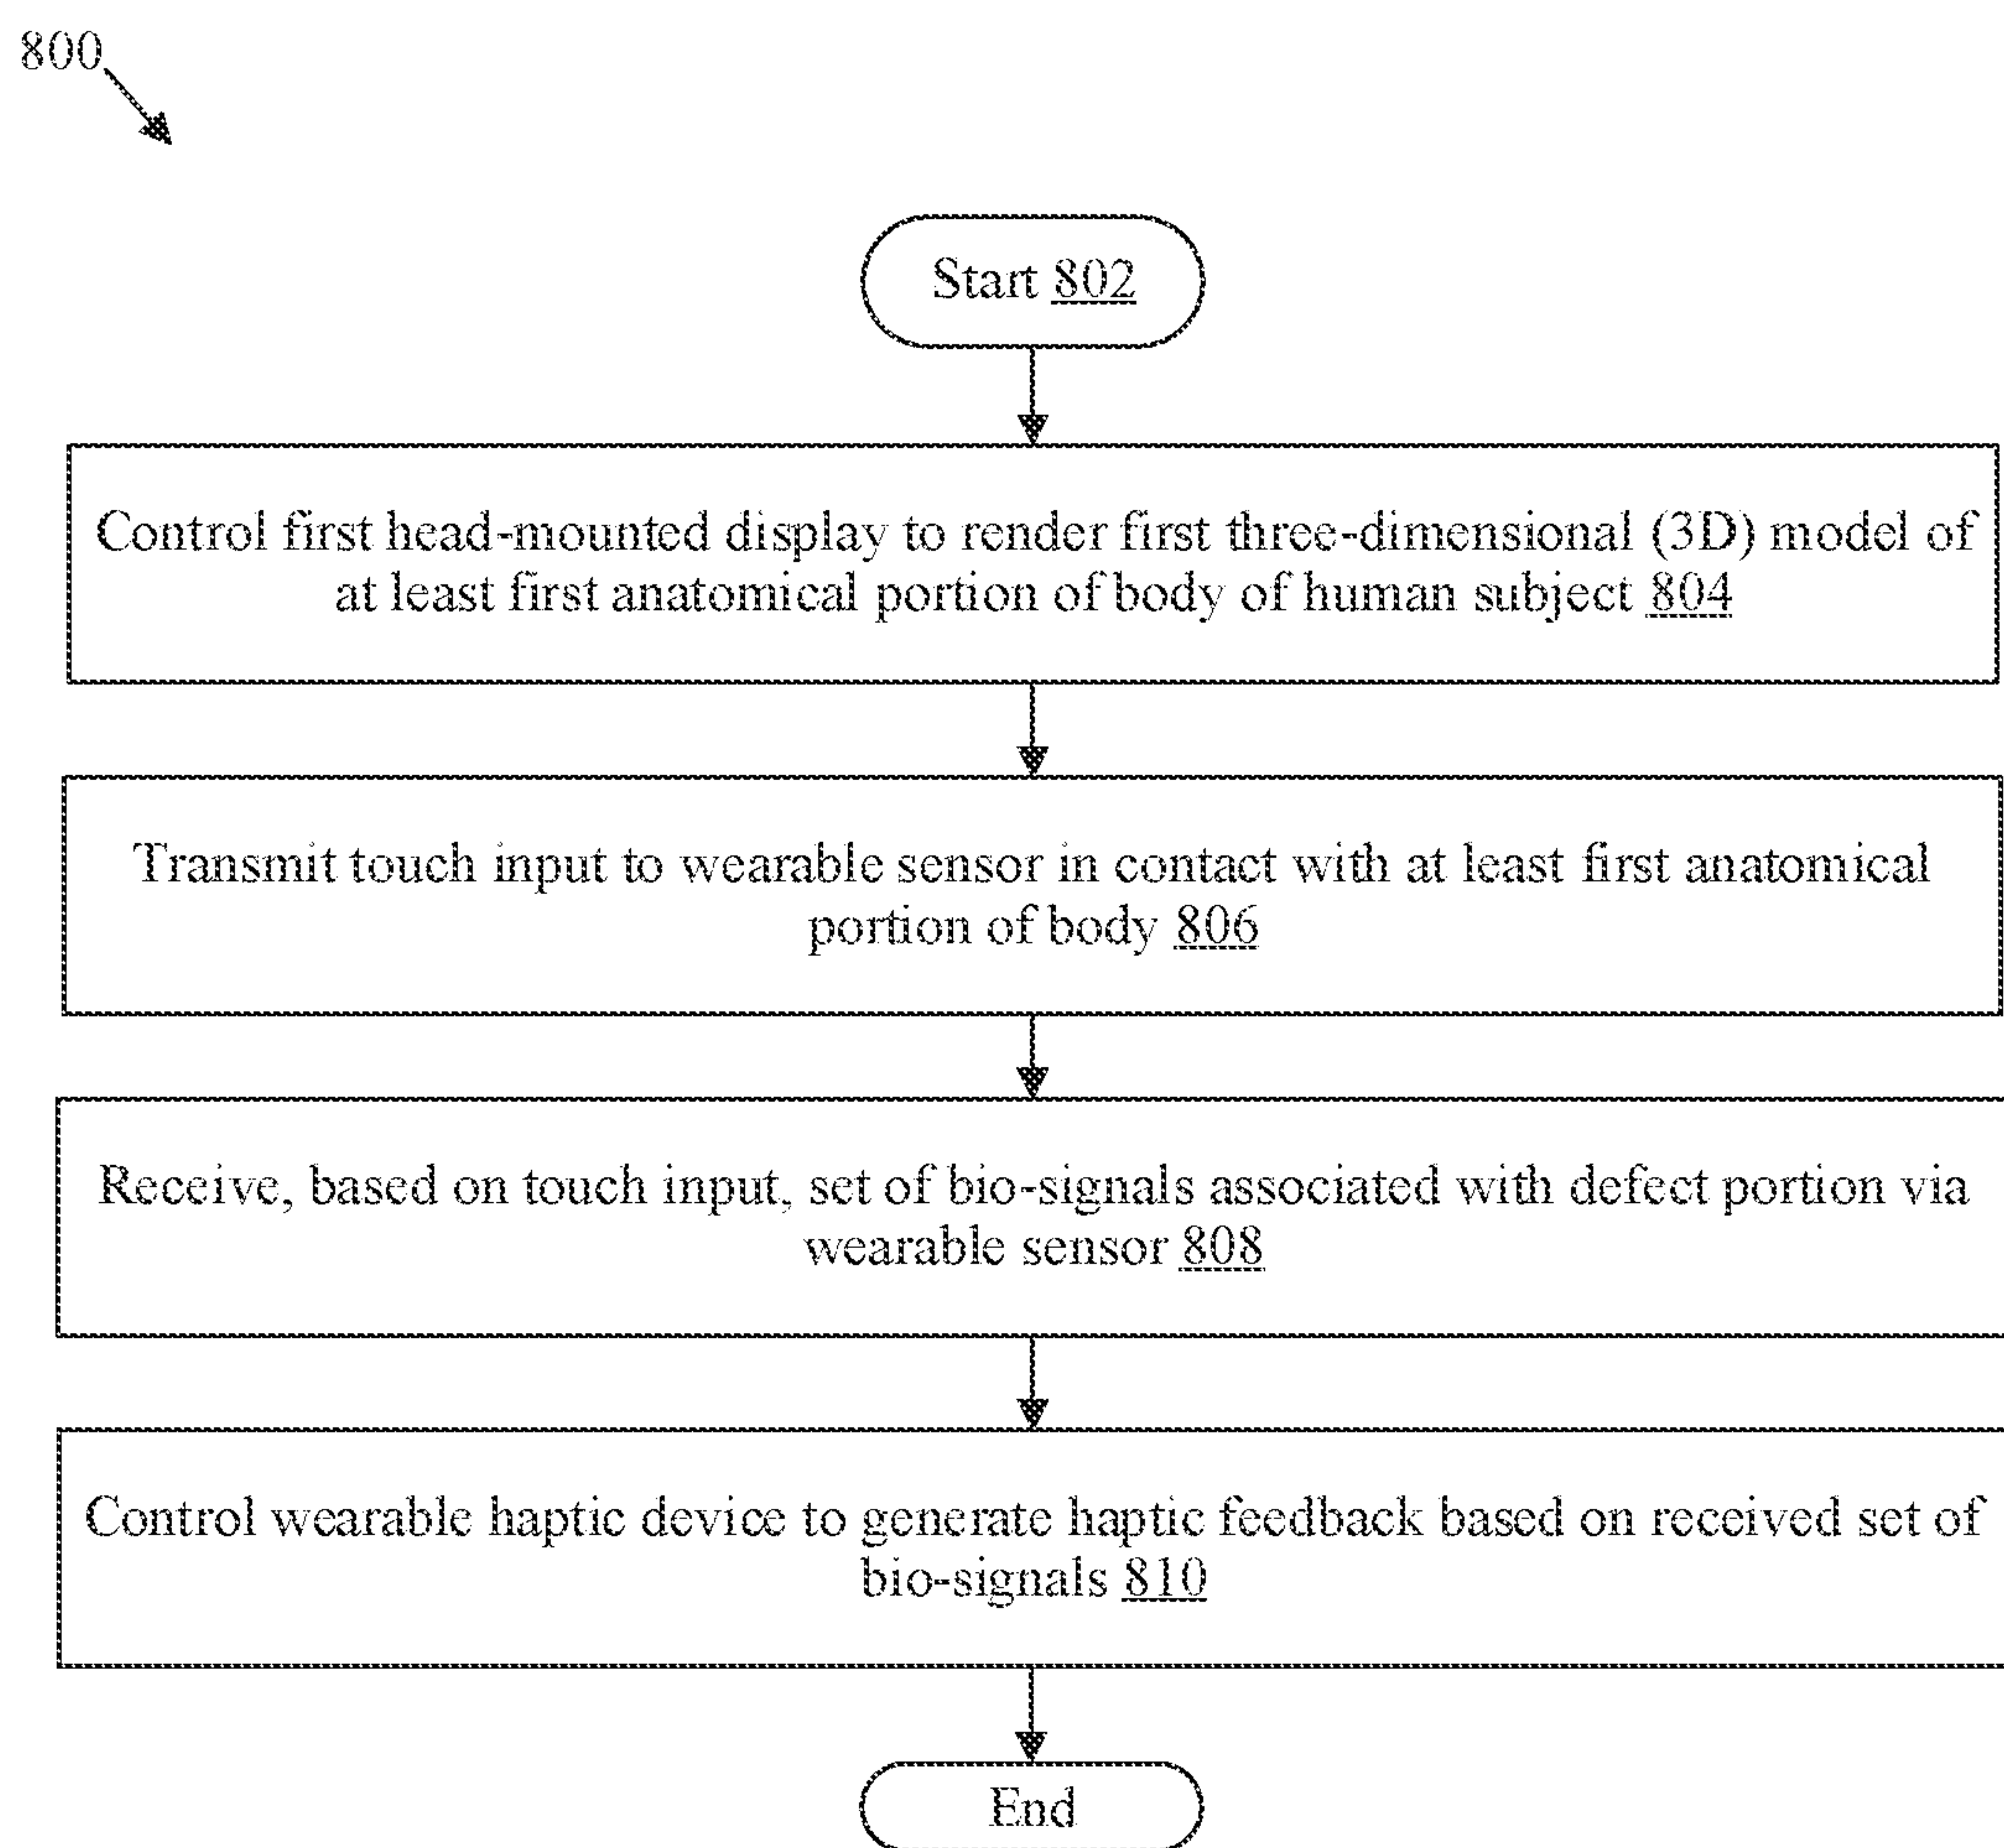 800
Start 802
Control first head-mounted display to render first three-dimensional (3D) model of
at least first anatomical portion of body of human subject 804
Transmit touch input to wearable sensor in contact with at least first anatomical
portion of body 806
Receive, based on touch input, set of bio-signals associated with defect portion via
wearable sensor 808
Control wearable haptic device to generate haptic feedback based on received set of
bio-signals 810
End